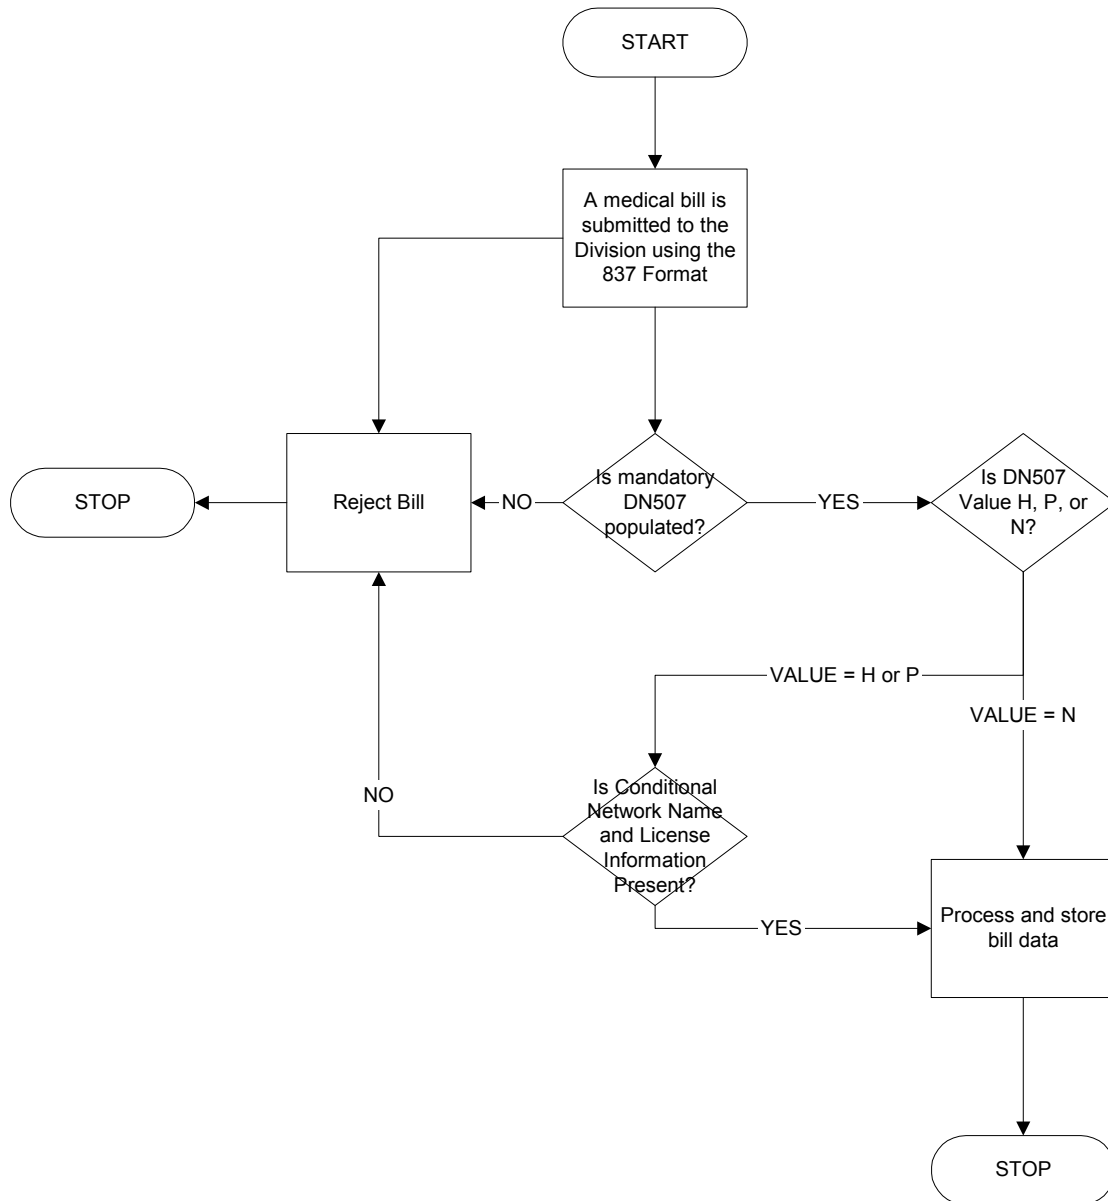 START
A medical bill is
submitted to the
Division using the
837 Format
STOP
Reject Bill
NO
Is mandatory
DN507
populated?
YES
Is DN507
Value H, P, or
N?
VALUE = H or P
VALUE = N
NO
Is Conditional
Network Name
and License
Information
Present?
YES
Process and store
bill data
STOP